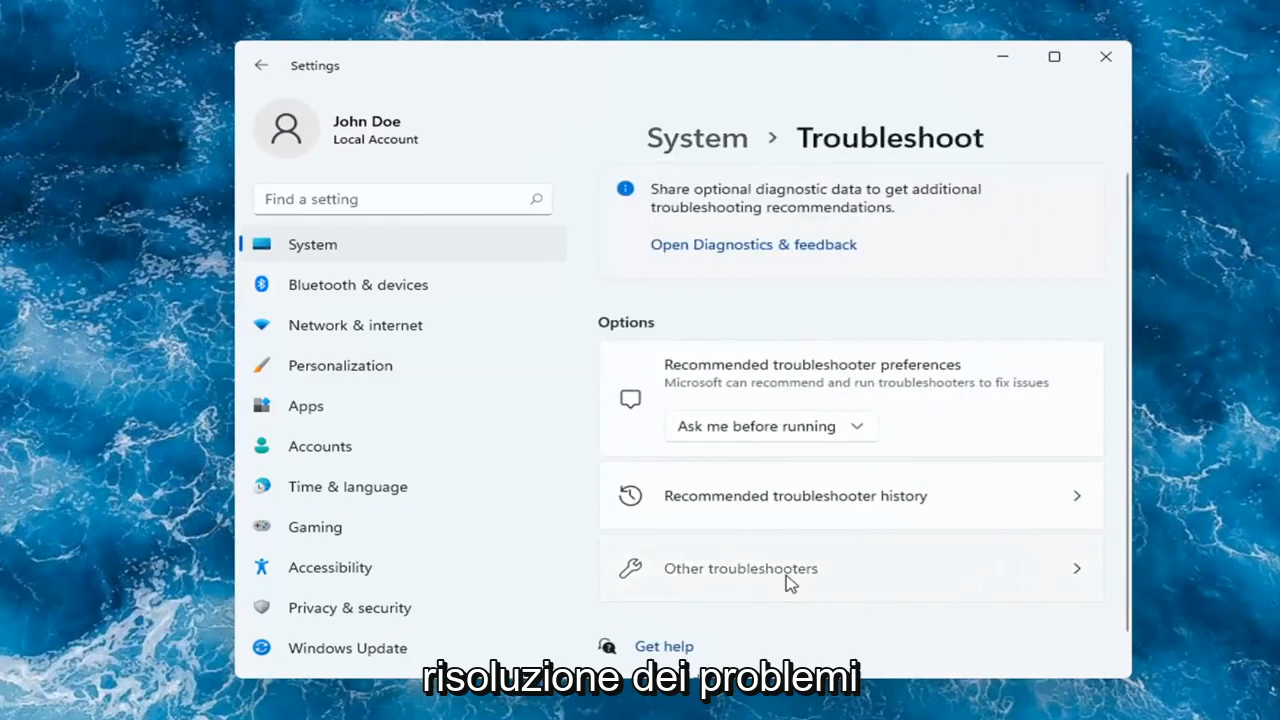 Settings
John Doe
Local Account
Find a setting
System
Bluetooth & devices
Network & internet
Personalization
Apps
Accounts
Time & language
Gaming
Accessibility
Privacy & security
Windows Update
System > Troubleshoot
Share optional diagnostic data to get additional
troubleshooting recommendations.
Open Diagnostics & feedback
Options
Recommended troubleshooter preferences
Microsoft can recommend and run troubleshooters to fix issues
Ask me before running
Recommended troubleshooter history
Other troubleshooters
Get help
risoluzione dei problemi